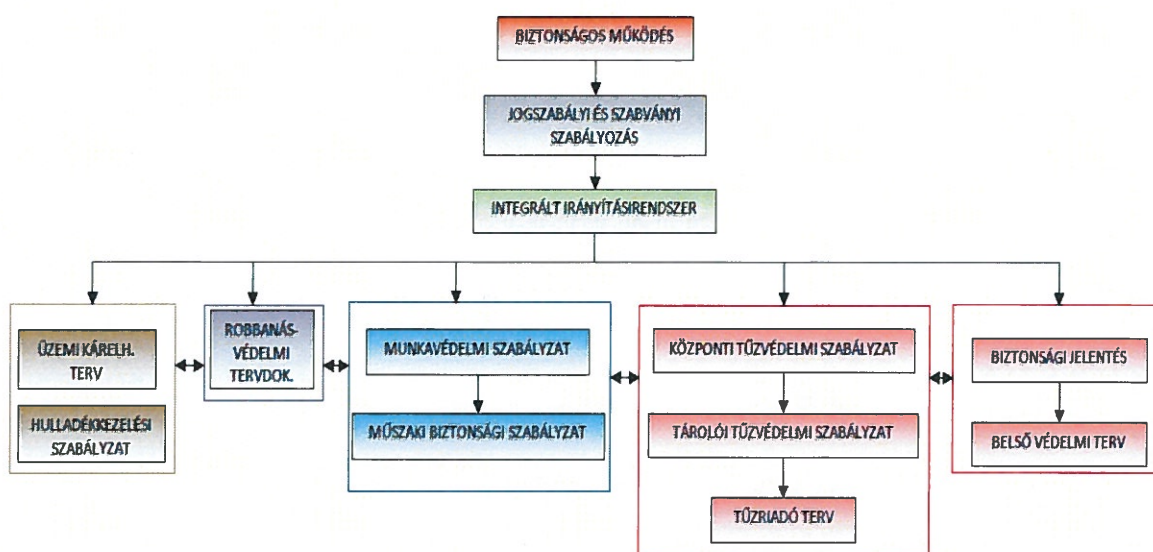 BIZTONSÁGOS MŰKÖDÉS
JOGSZABÁLYI ÉS SZABVÁNYI
SZABÁLYOZÁS
INTEGRÁLT IRÁNYÍTÁSIRENDSZER
ÜZEMI KÁRELH.
TERV
HULLADÉKKEZELÉSI
SZABÁLYZAT
ROBBANÁS-
VÉDELMI
TERVDOK.
MUNKAVÉDELMI SZABÁLYZAT
MŰSZAKI BIZTONSÁGI SZABÁLYZAT
KÖZPONTI TŰZVÉDELMI SZABÁLYZAT
TÁROLÓI TŰZVÉDELMI SZABÁLYZAT
TŰZRIADÓ TERV
BIZTONSÁGI JELENTÉS
BELSŐ VÉDELMI TERV